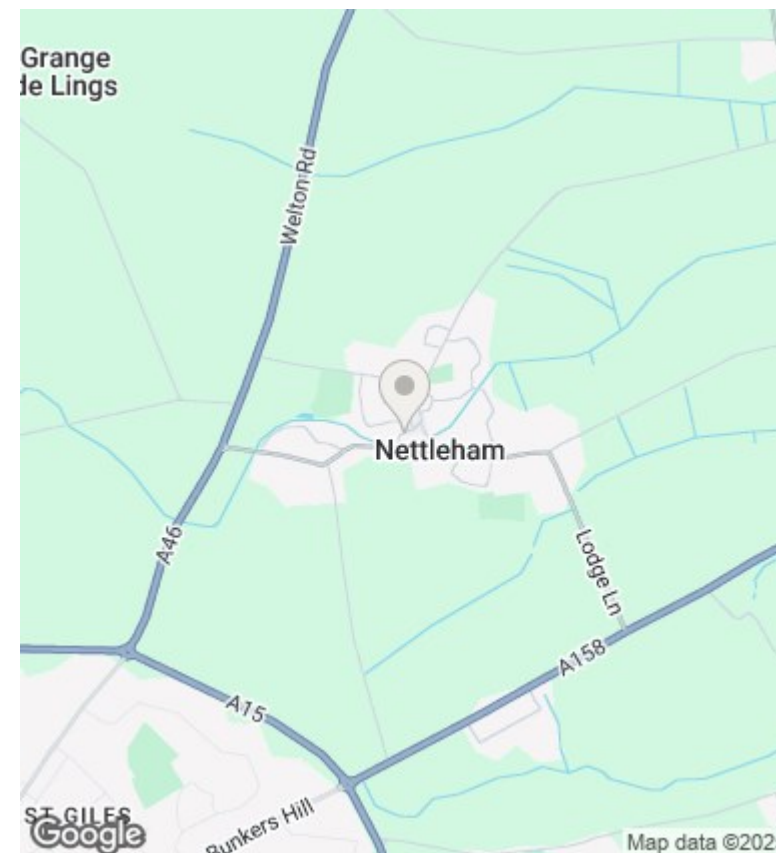 Grange
de Lings
Welton Rd
Nettleham
A46
Lodge Ln
A158
A15
ST GILES
Bunkers Hill
Google
Map data ©202